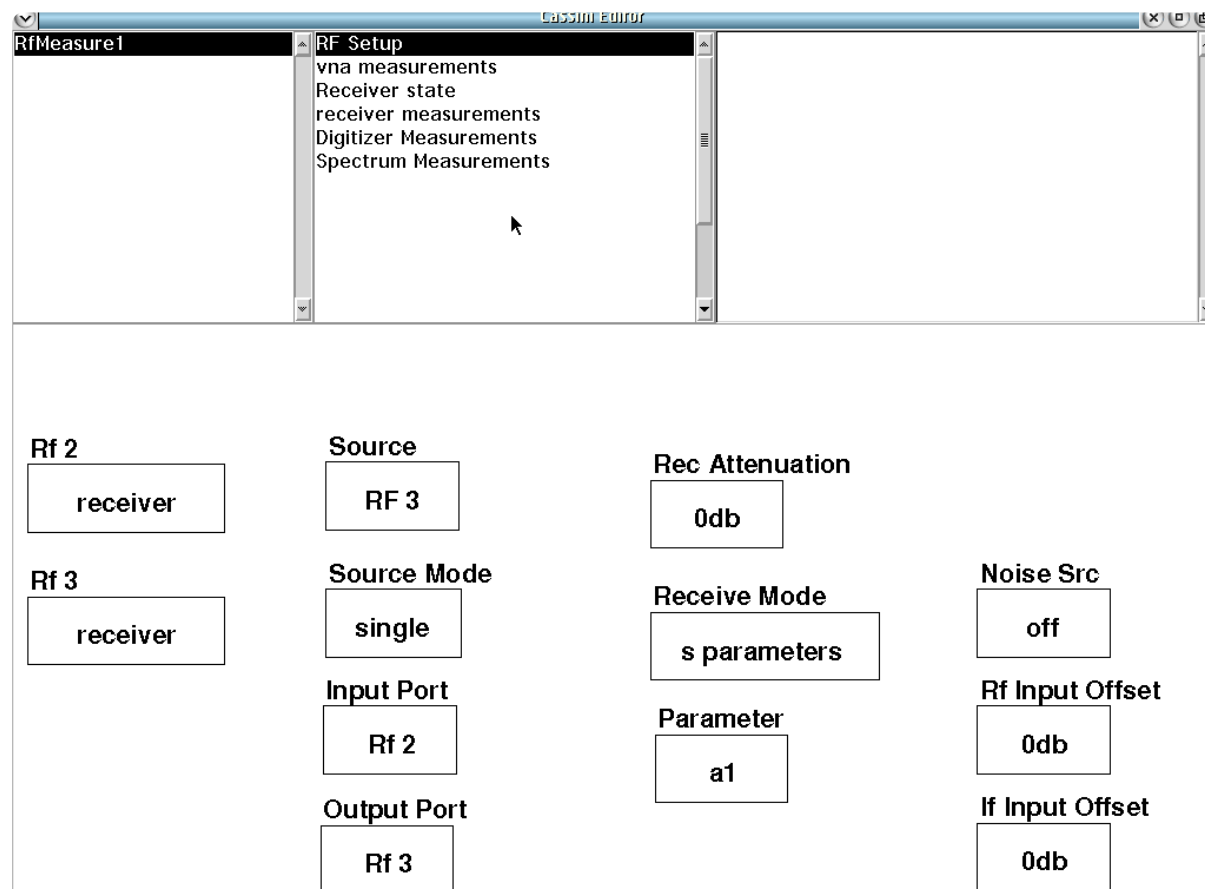 Cassini Editor
RfMeasure1
RF Setup
vna measurements
Receiver state
receiver measurements
Digitizer Measurements
Spectrum Measurements
Rf 2
receiver
Rf 3
receiver
Source
RF 3
Source Mode
single
Input Port
Rf 2
Output Port
Rf 3
Rec Attenuation
0db
Receive Mode
s parameters
Parameter
a1
Noise Src
off
Rf Input Offset
0db
If Input Offset
0db